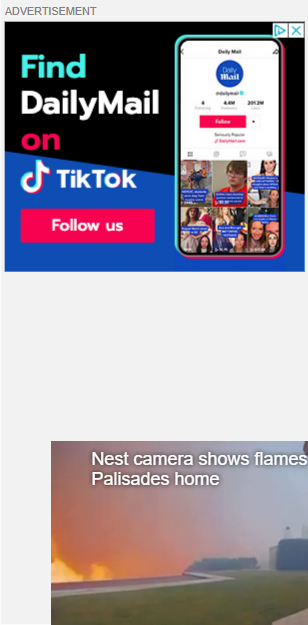 ADVERTISEMENT
Find
DailyMail
on
TikTok
Follow us
Daily Mail
Daily
Mail
@dailymail
4
4.4M
201.2M
Following
Followers
Likes
Follow
Seriously Popular
DailyMail.com
Nest camera shows flames
Palisades home